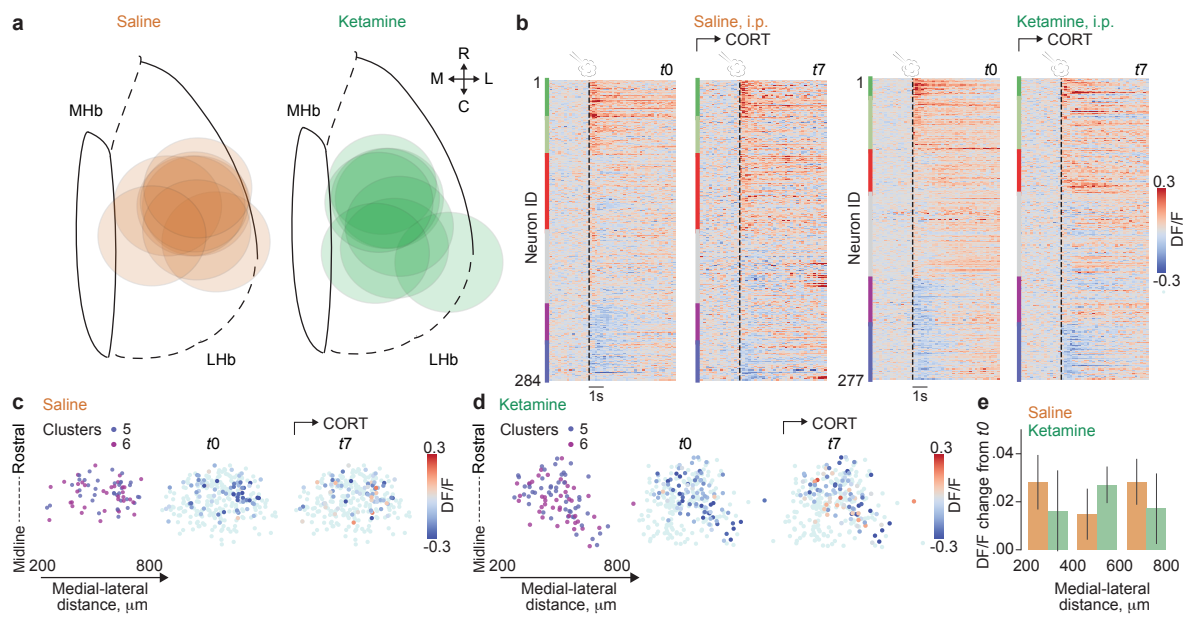 a
Saline
Ketamine
R
M
L
C
MHb
LHb
MHb
LHb
b
Saline, i.p.
CORT
t0
t7
1
Neuron ID
284
1s
Ketamine, i.p.
CORT
t0
t7
1
Neuron ID
277
1s
0.3
DF/F
-0.3
c
Saline
Clusters
5
6
t0
CORT
t7
0.3
DF/F
-0.3
Midline
Rostral
200
800
Medial-lateral
distance, μm
d
Ketamine
Clusters
5
6
t0
CORT
t7
0.3
DF/F
-0.3
Midline
Rostral
200
800
Medial-lateral
distance, μm
e
Saline
Ketamine
DF/F change from t0
.04
.02
.00
200
400
600
800
Medial-lateral
distance, μm